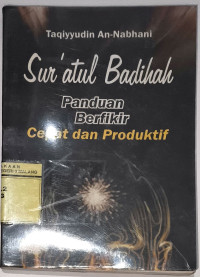 Taqiyyudin An-Nabhani
Sur'atul Badihah
Panduan
Berfikir
Cepat dan Produktif